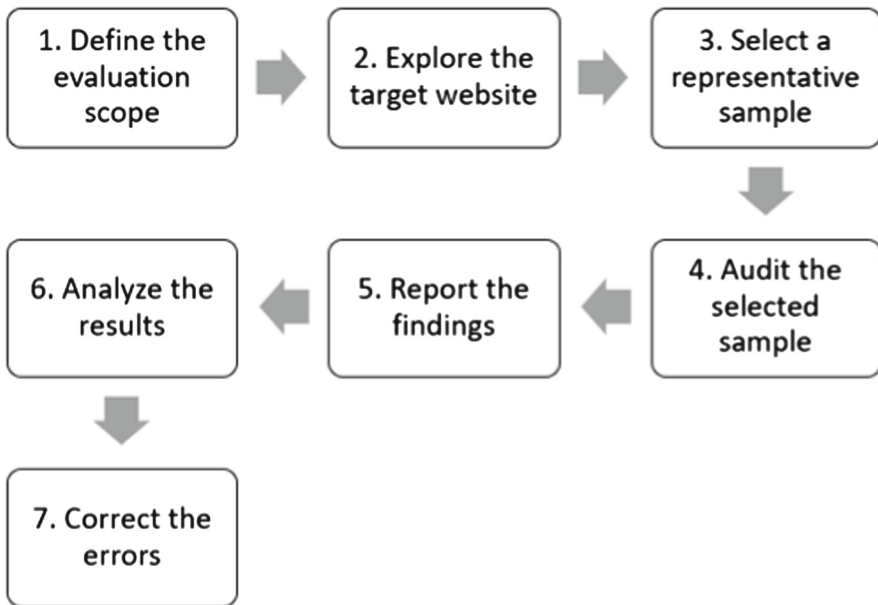 1. Define the
evaluation
scope
2. Explore the
target website
3. Select a
representative
sample
4. Audit the
selected
sample
5. Report the
findings
6. Analyze the
results
7. Correct the
errors